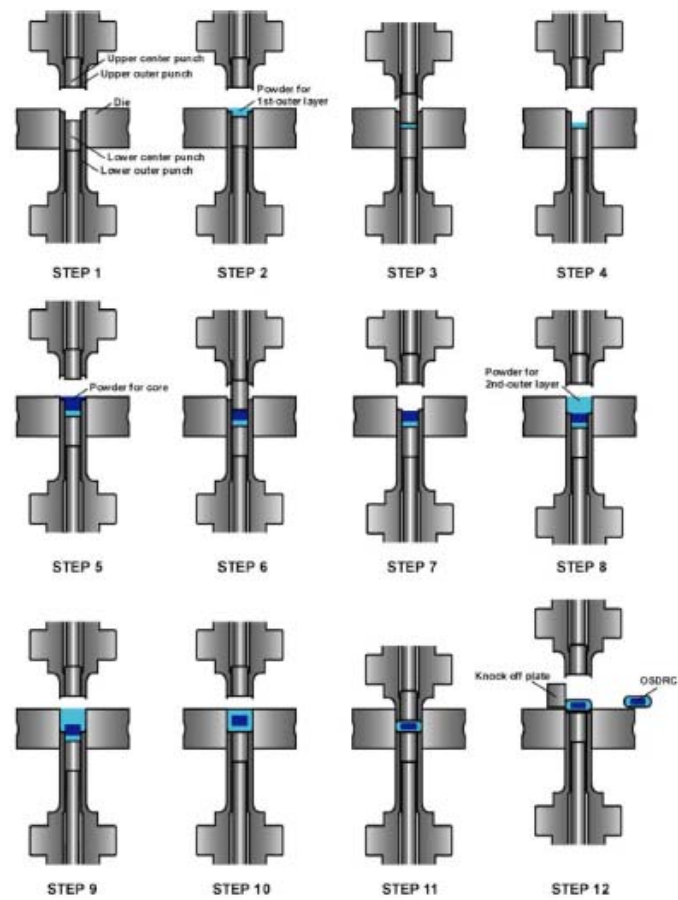 Upper center punch
Upper outer punch
Die
Lower center punch
Lower outer punch
Powder for
1st-outer layer
STEP 1
STEP 2
STEP 3
STEP 4
Powder for core
Powder for
2nd-outer layer
STEP 5
STEP 6
STEP 7
STEP 8
Knock off plate
OSDRC
STEP 9
STEP 10
STEP 11
STEP 12